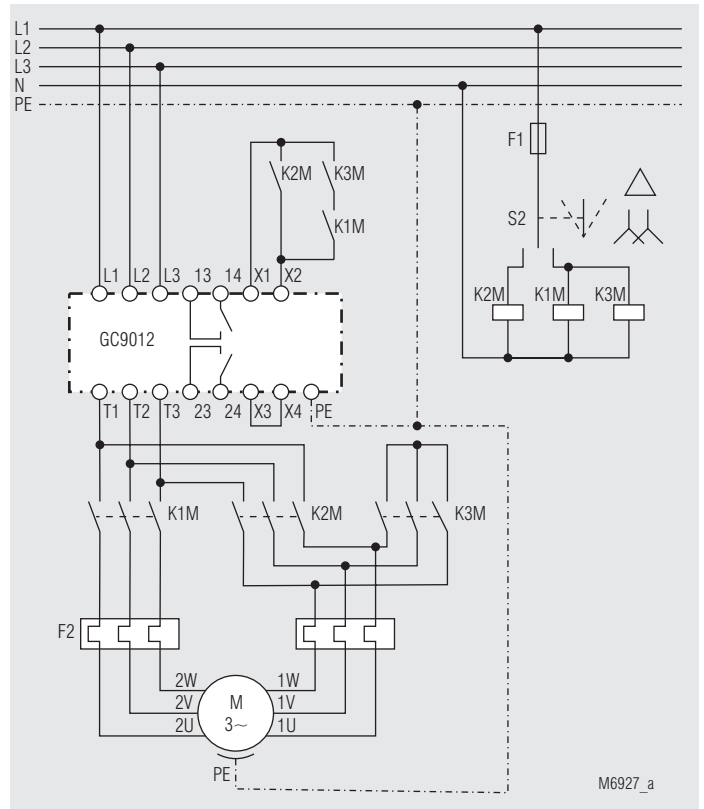 L1
L2
L3
N
PE
F1
K2M K3M
K1M
S2
L1 L2 L3 13 14 X1 X2
K2M K1M K3M
GC9012
T1 T2 T3 23 24 X3 X4 PE
K1M K2M K3M
F2
2W 1W
2V M 1V
3~
2U 1U
PE
M6927_a